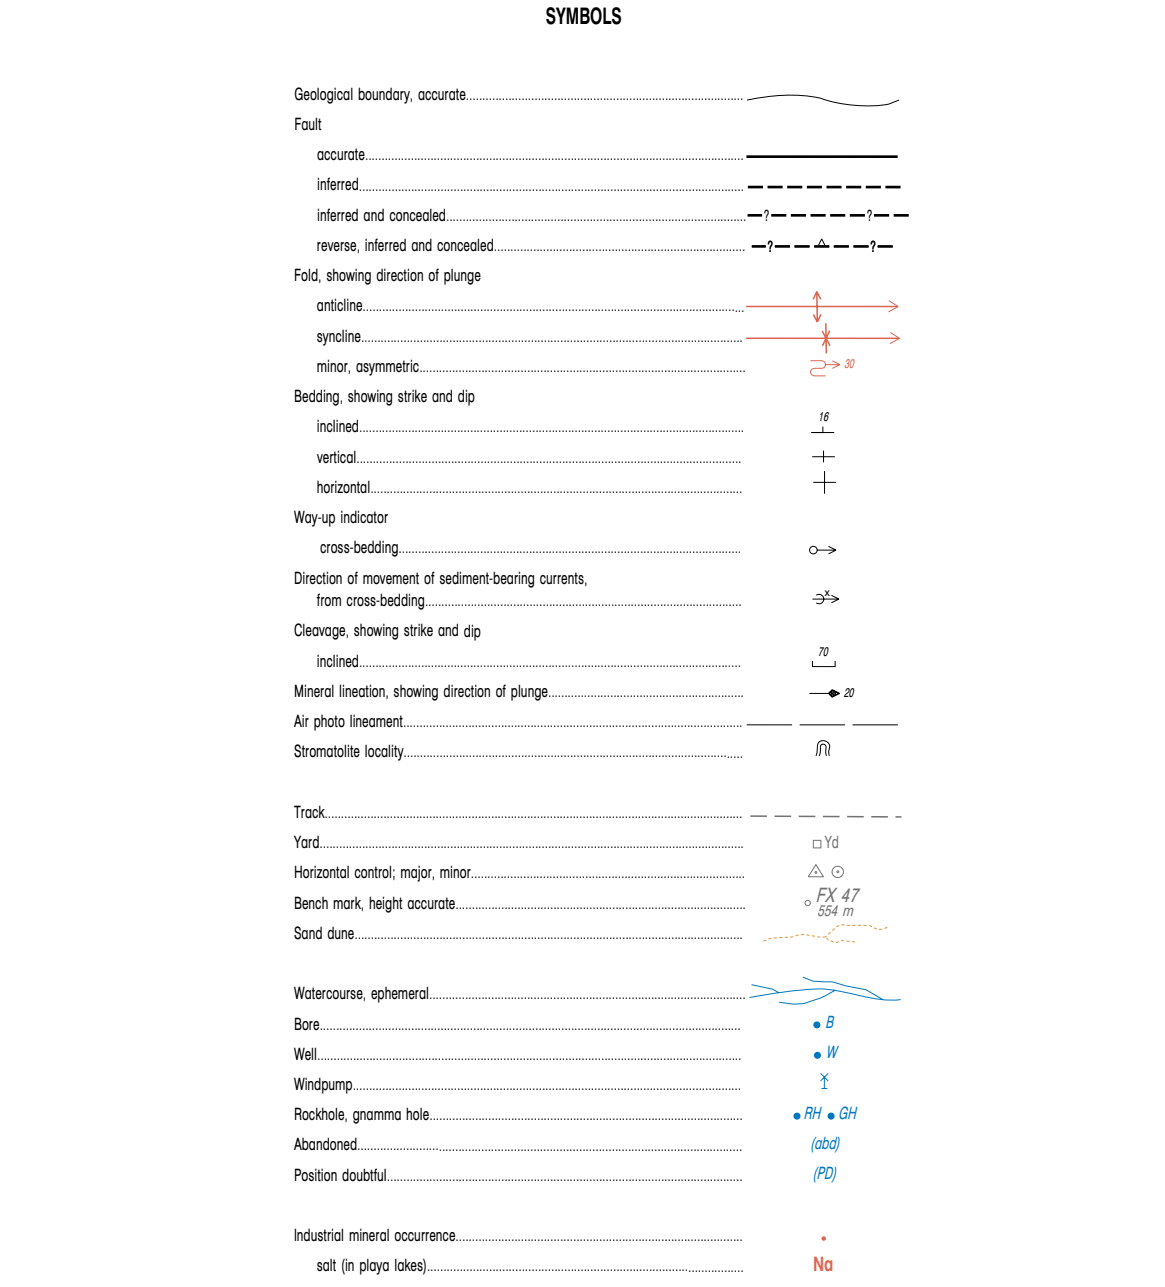 SYMBOLS
Geological boundary, accurate
Fault
accurate
inferred
inferred and concealed ? ?
reverse, inferred and concealed ? ?
Fold, showing direction of plunge
anticline
syncline
minor, asymmetric 30
Bedding, showing strike and dip
inclined 16
vertical
horizontal
Way-up indicator
cross-bedding
Direction of movement of sediment-bearing currents,
from cross-bedding x
Cleavage, showing strike and dip
inclined 70
Mineral lineation, showing direction of plunge 20
Air photo lineament
Stromatolite locality
Track
Yard Yd
Horizontal control; major, minor
Bench mark, height accurate FX 47
554 m
Sand dune
Watercourse, ephemeral
Bore B
Well W
Windpump
Rockhole, gnamma hole RH GH
Abandoned (abd)
Position doubtful (PD)
Industrial mineral occurrence
salt (in playa lakes) Na